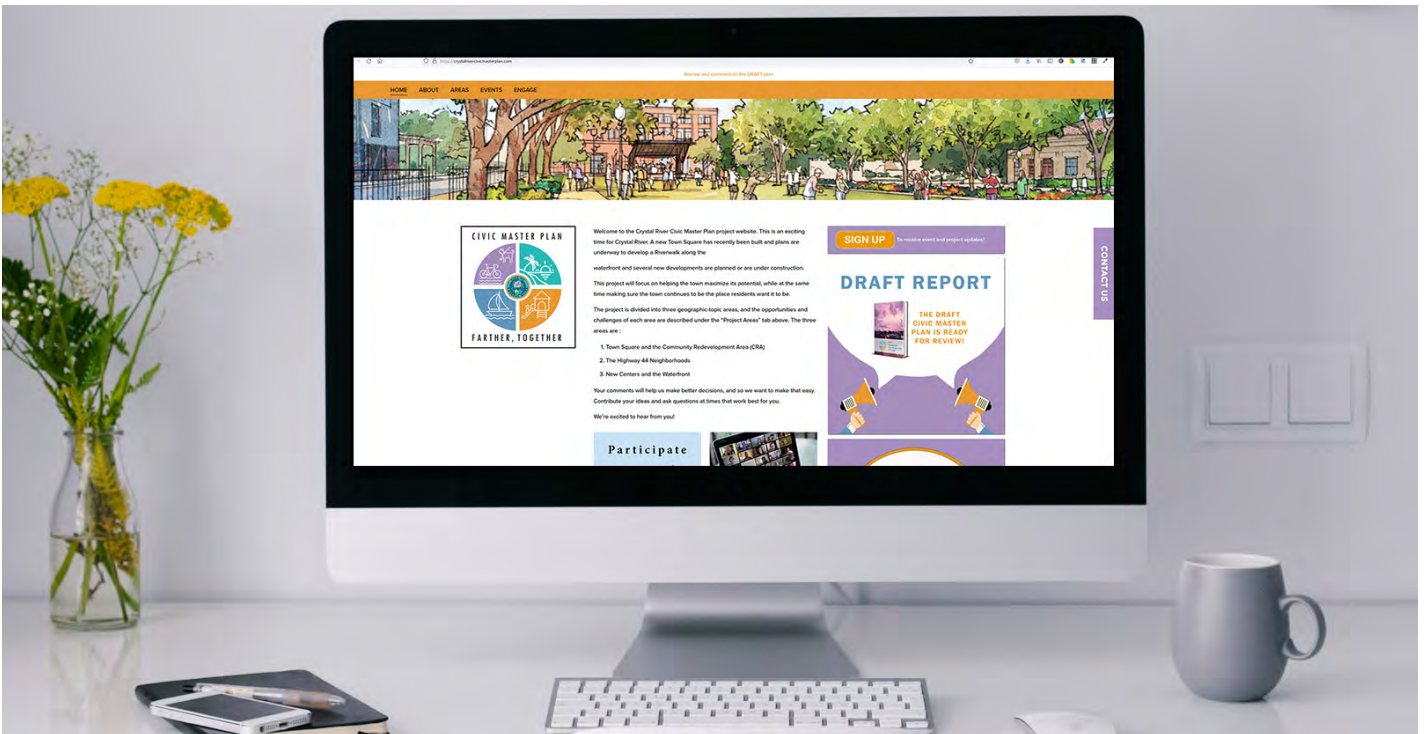 https://crystalrivercivicmasterplan.com
Review and comment on the DRAFT plan
HOME ABOUT AREAS EVENTS ENGAGE
CIVIC MASTER PLAN
FARTHER, TOGETHER
Welcome to the Crystal River Civic Master Plan project website. This is an exciting
time for Crystal River. A new Town Square has recently been built and plans are
underway to develop a Riverwalk along the
waterfront and several new developments are planned or are under construction.
This project will focus on helping the town maximize its potential, while at the same
time making sure the town continues to be the place residents want it to be.
The project is divided into three geographic-topic areas, and the opportunities and
challenges of each area are described under the "Project Areas" tab above. The three
areas are :
1. Town Square and the Community Redevelopment Area (CRA)
2. The Highway 44 Neighborhoods
3. New Centers and the Waterfront
Your comments will help us make better decisions, and so we want to make that easy.
Contribute your ideas and ask questions at times that work best for you.
We're excited to hear from you!
Participate
SIGN UP To receive event and project updates!
DRAFT REPORT
THE DRAFT
CIVIC MASTER
PLAN IS READY
FOR REVIEW!
CONTACT US